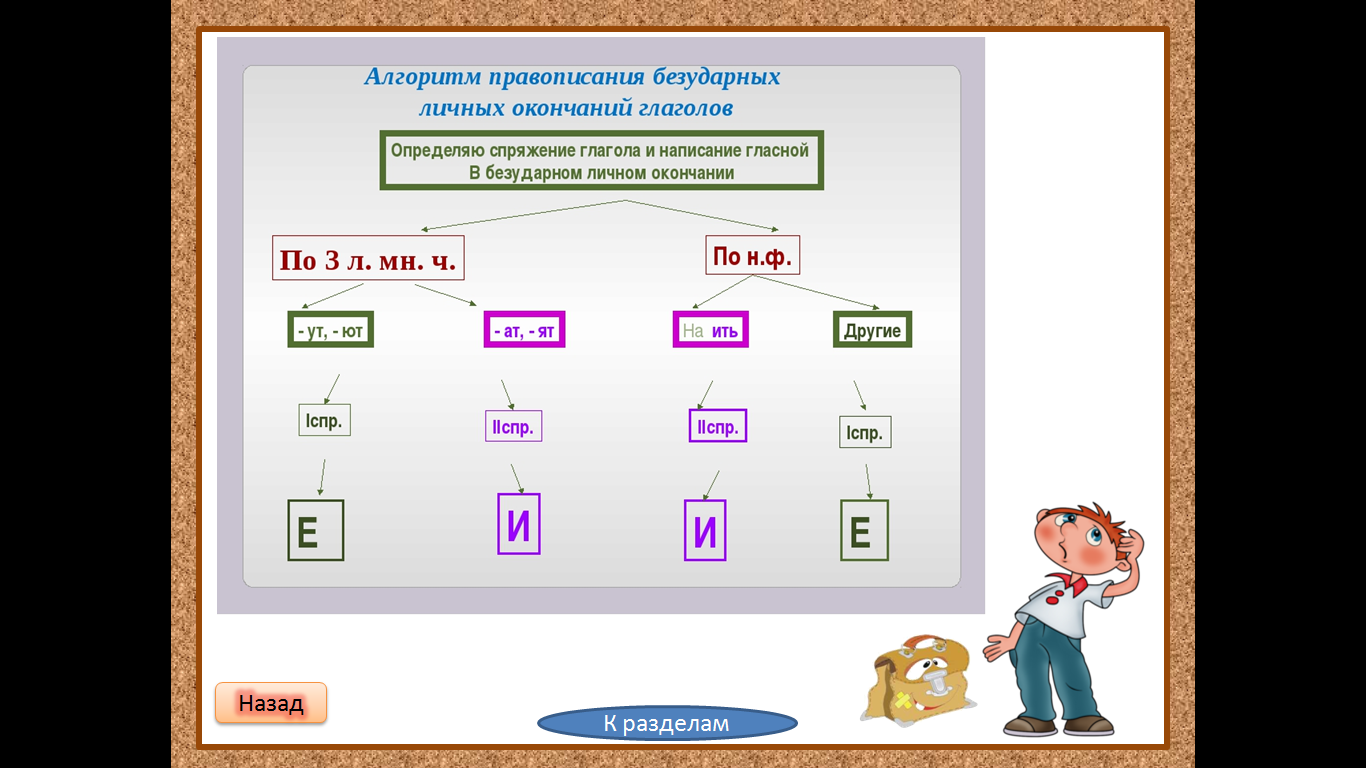 Алгоритм правописания безударных
личных окончаний глаголов
Определяю спряжение глагола и написание гласной
В безударном личном окончании
По 3 л. мн. ч.
По н.ф.
- ут, - ют
- ат, - ят
На ить
Другие
Iспр.
IIспр.
IIспр.
Iспр.
Е
И
И
Е
Назад
К разделам